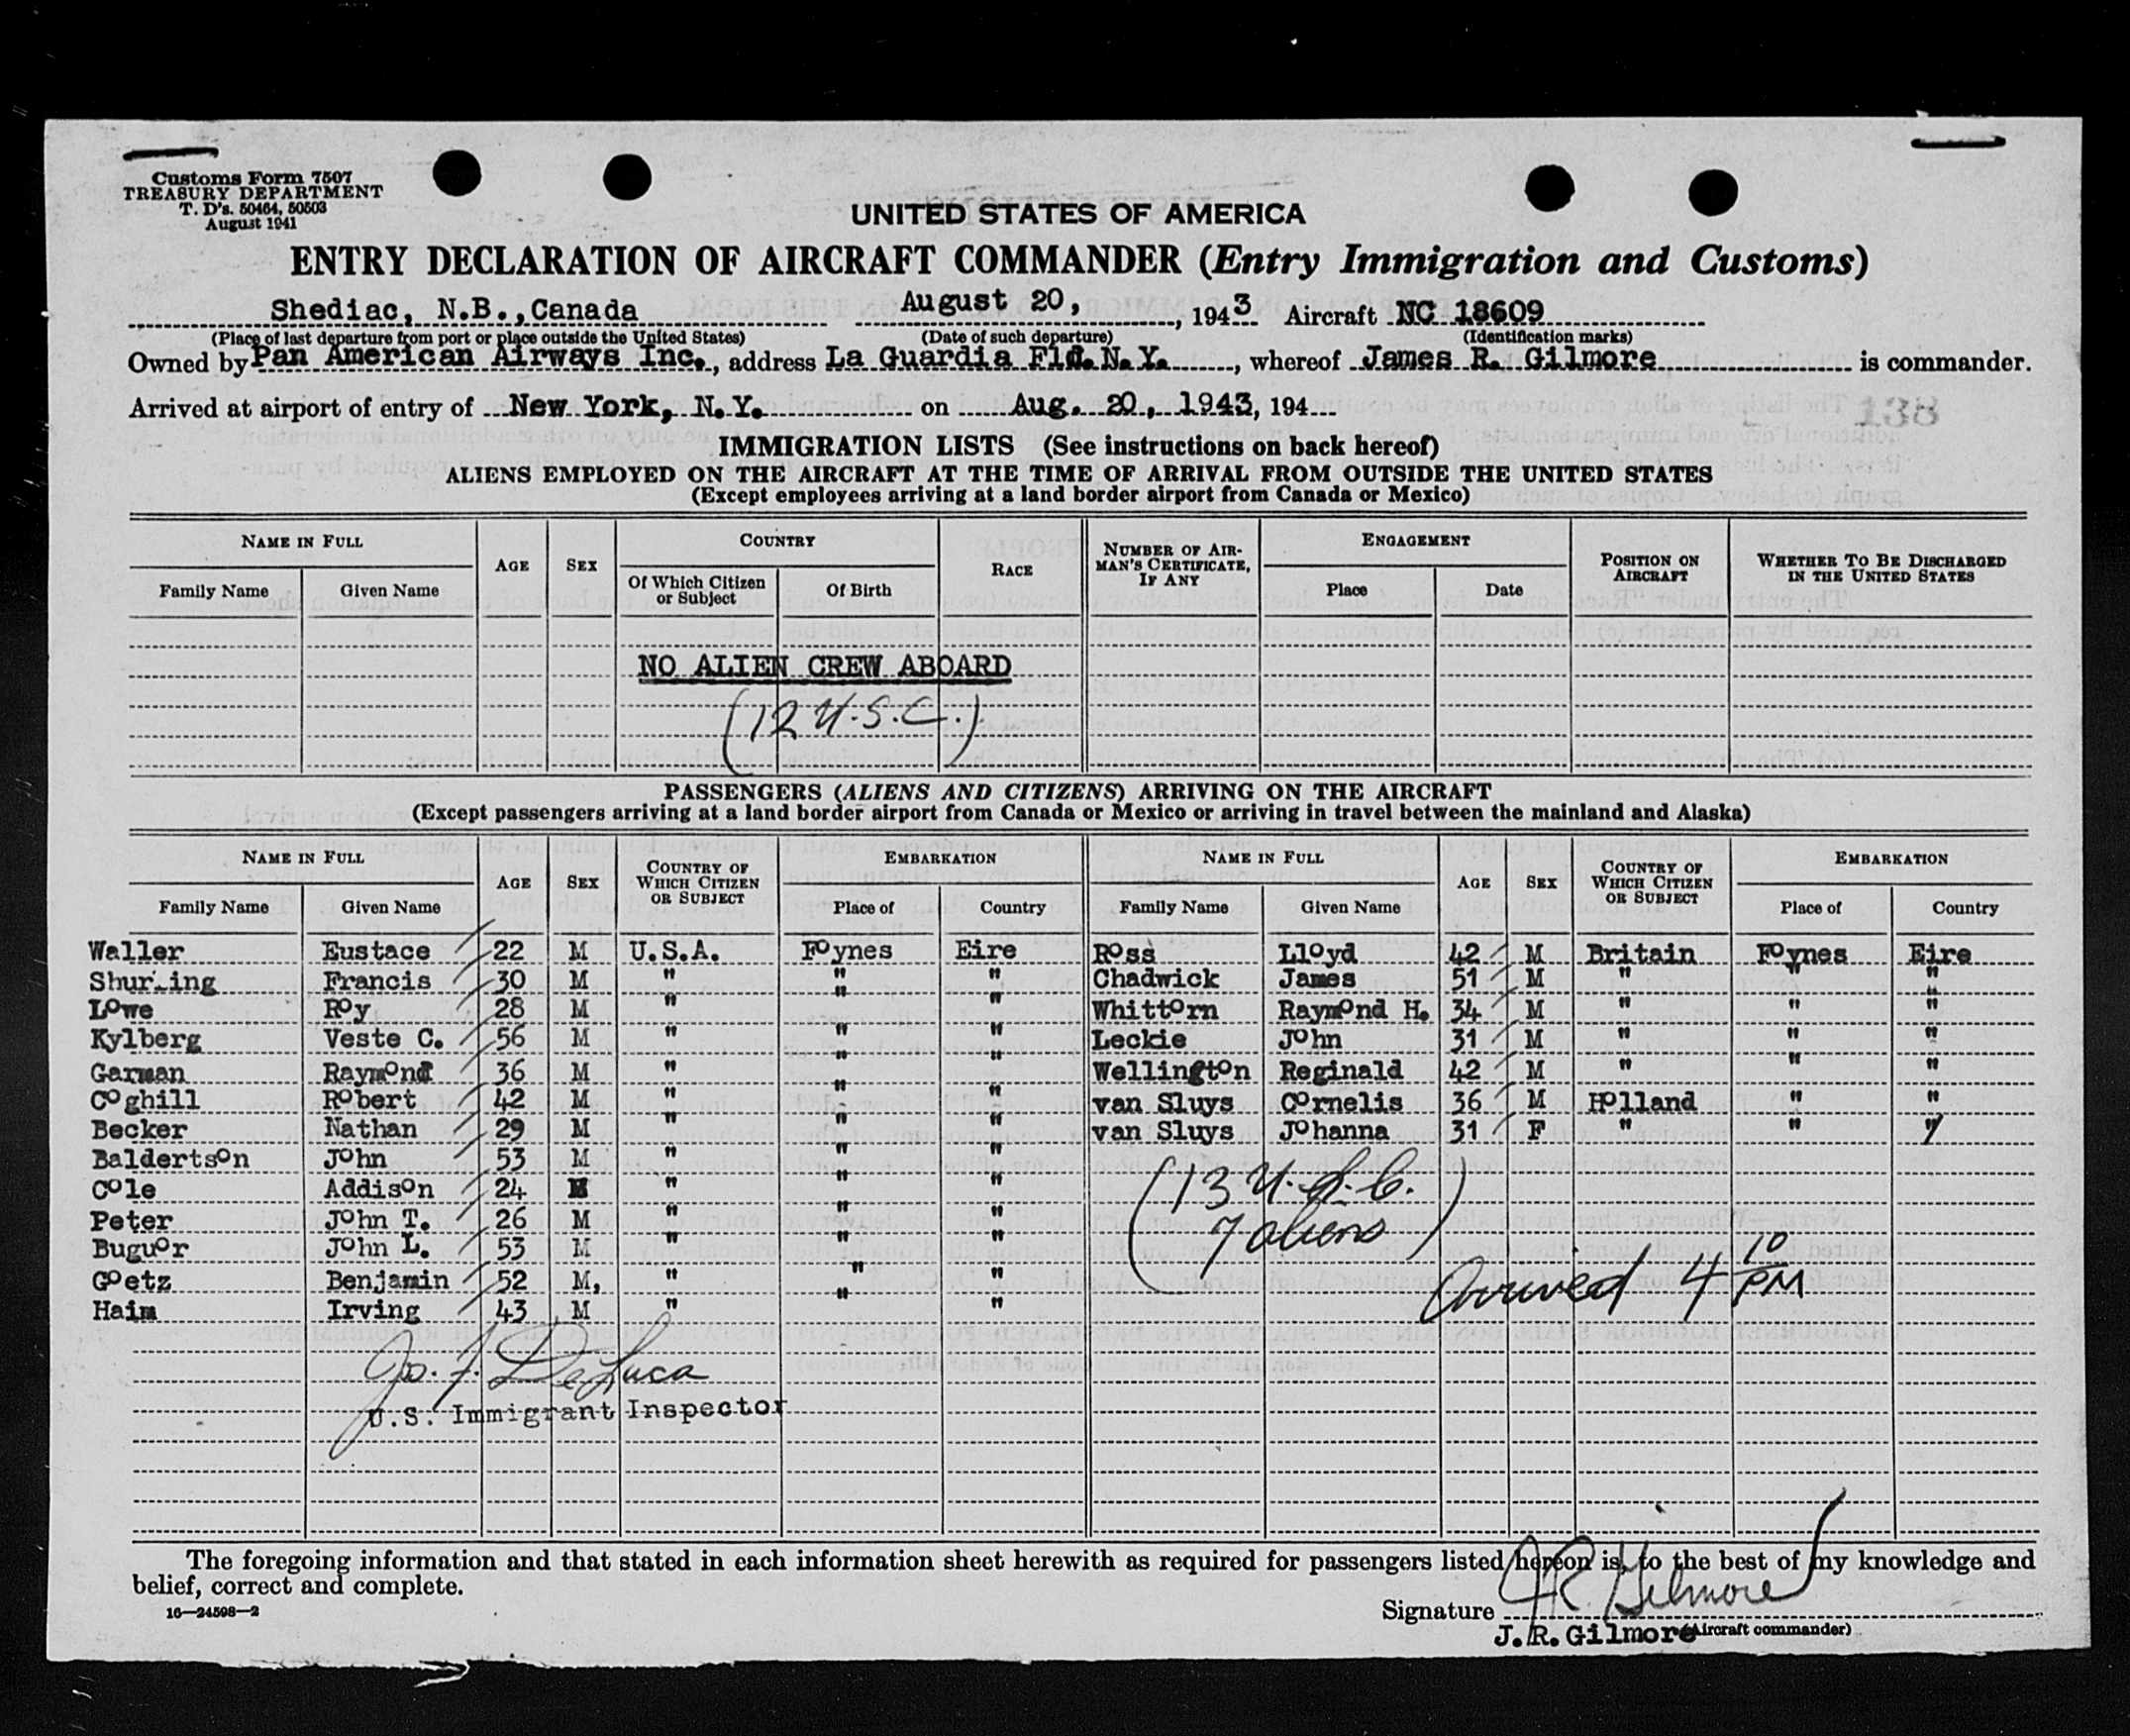 Customs Form 7507
TREASURY DEPARTMENT
T. D's. 50464, 50503
August 1941
UNITED STATES OF AMERICA
ENTRY DECLARATION OF AIRCRAFT COMMANDER (Entry Immigration and Customs)
Shediac, N.B., Canada August 20, , 1943 Aircraft NC 18609
(Place of last departure from port or place outside the United States) (Date of such departure) (Identification marks)
Owned by Pan American Airways Inc., address La Guardia Fld. N.Y. , whereof James R. Gilmore is commander.
Arrived at airport of entry of New York, N.Y. on Aug. 20, 1943, 194
138
IMMIGRATION LISTS (See instructions on back hereof)
ALIENS EMPLOYED ON THE AIRCRAFT AT THE TIME OF ARRIVAL FROM OUTSIDE THE UNITED STATES
(Except employees arriving at a land border airport from Canada or Mexico)
NAME IN FULL AGE SEX COUNTRY RACE NUMBER OF AIRMAN'S CERTIFICATE, IF ANY ENGAGEMENT POSITION ON AIRCRAFT WHETHER TO BE DISCHARGED IN THE UNITED STATES
Family Name Given Name Of Which Citizen or Subject Of Birth Place Date
NO ALIEN CREW ABOARD
(12 U.S.C.)
PASSENGERS (ALIENS AND CITIZENS) ARRIVING ON THE AIRCRAFT
(Except passengers arriving at a land border airport from Canada or Mexico or arriving in travel between the mainland and Alaska)
NAME IN FULL AGE SEX COUNTRY OF WHICH CITIZEN OR SUBJECT EMBARKATION NAME IN FULL AGE SEX COUNTRY OF WHICH CITIZEN OR SUBJECT EMBARKATION
Family Name Given Name Place of Country Family Name Given Name Place of Country
Waller Eustace 22 M U.S.A. Foynes Eire Ross Lloyd 42 M Britain Foynes Eire
Shurling Francis 30 M " " " Chadwick James 51 M " " "
Lowe Roy 28 M " " " Whittorn Raymond H. 34 M " " "
Kylberg Veste C. 56 M " " " Leckie John 31 M " " "
Garman Raymond 36 M " " " Wellington Reginald 42 M " " "
Coghill Robert 42 M " " " van Sluys Cornelis 36 M Holland " "
Becker Nathan 29 M " " " van Sluys Johanna 31 F " " "
Baldertson John 53 M " " "
Cole Addison 24 M " " "
Peter John T. 26 M " " "
Buguor John L. 53 M " " "
Goetz Benjamin 52 M, " " "
Haim Irving 43 M " " "
(13 U.S.C.
7 aliens)
Arrived 4 10 PM
Jo. F. DeLuca
U.S. Immigrant Inspector
The foregoing information and that stated in each information sheet herewith as required for passengers listed hereon is, to the best of my knowledge and
belief, correct and complete.
16—24598—2
Signature J R Gilmore
J.R.Gilmore (Aircraft commander)